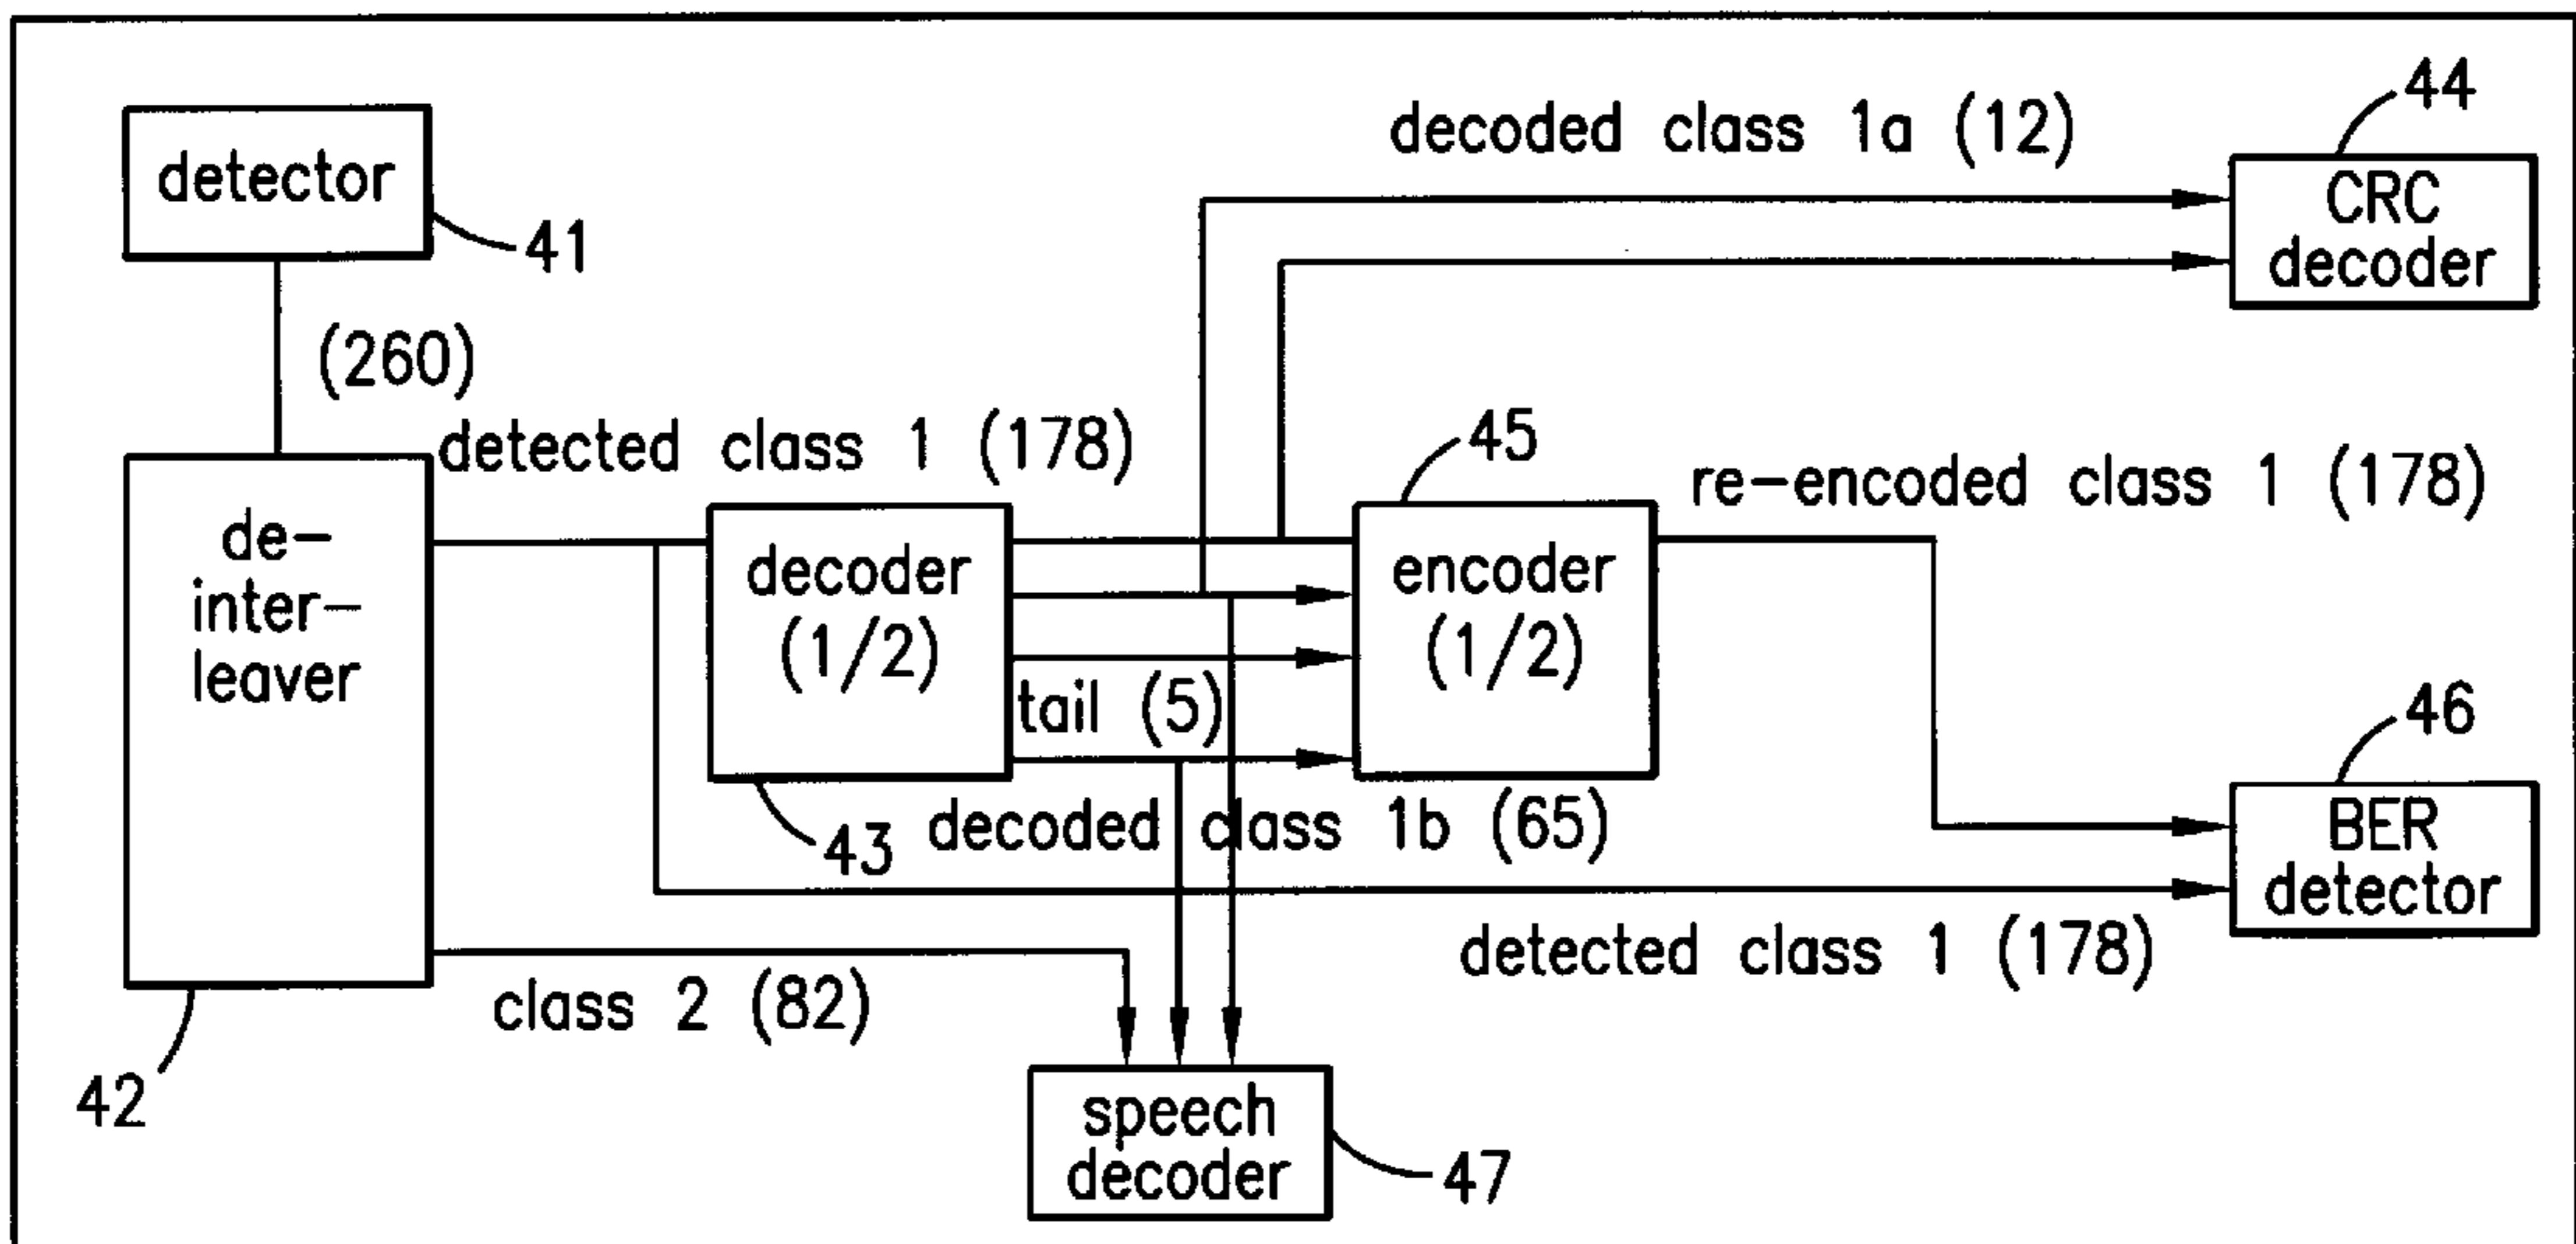 detector
41
(260)
decoded class 1a (12)
44
CRC
decoder
detected class 1 (178)
45
re-encoded class 1 (178)
de-
inter-
leaver
decoder
(1/2)
encoder
(1/2)
tail (5)
43
decoded class 1b (65)
46
BER
detector
detected class 1 (178)
class 2 (82)
42
speech
decoder
47